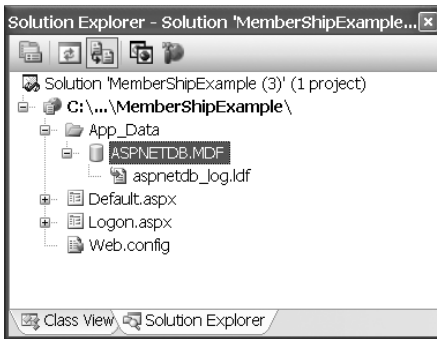 Solution Explorer - Solution 'MemberShipExample...
Solution 'MemberShipExample (3)' (1 project)
C:\...\MemberShipExample\
App_Data
ASPNETDB.MDF
aspnetdb_log.ldf
Default.aspx
Logon.aspx
Web.config
Class View Solution Explorer